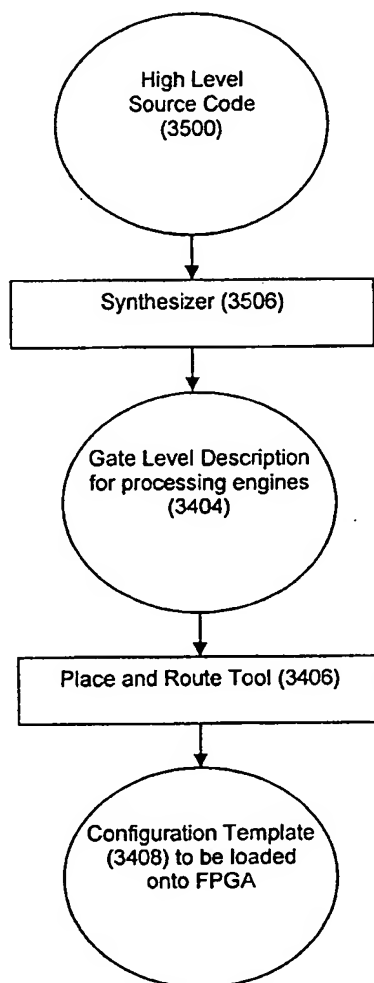 High Level
Source Code
(3500)
Synthesizer (3506)
Gate Level Description
for processing engines
(3404)
Place and Route Tool (3406)
Configuration Template
(3408) to be loaded
onto FPGA